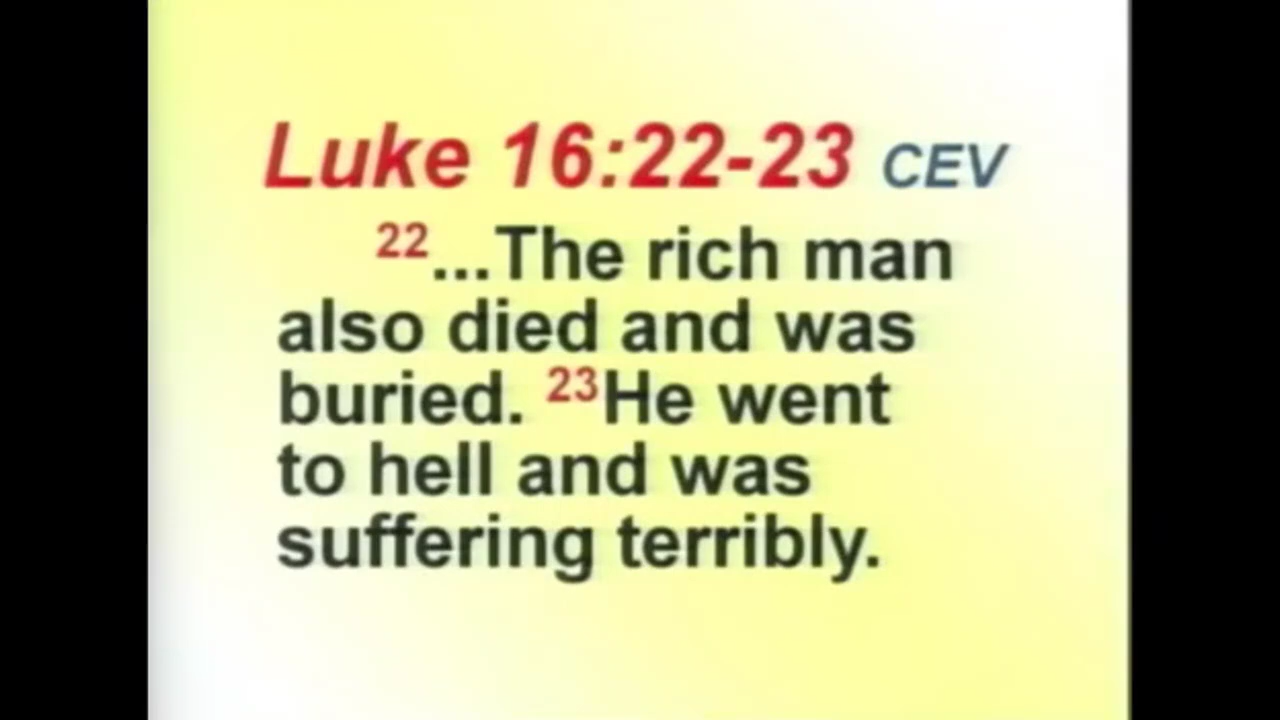 Luke 16:22-23 CEV
22...The rich man
also died and was
buried. 23He went
to hell and was
suffering terribly.